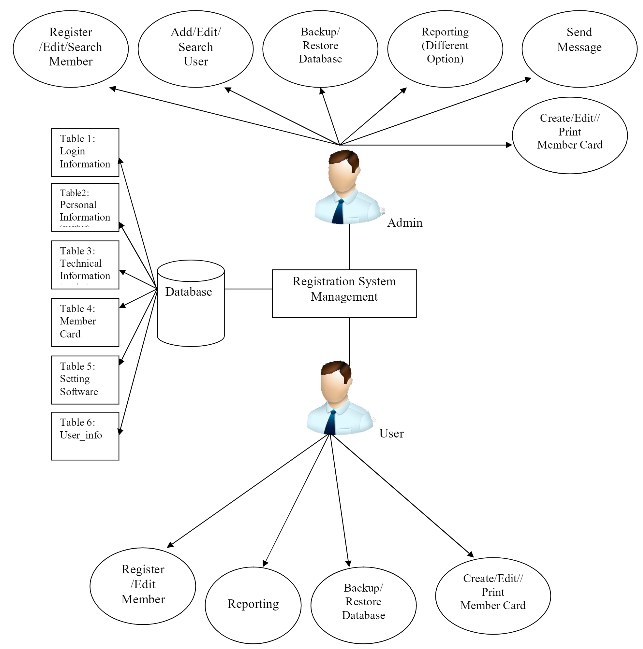 Register
/Edit/Search
Member
Add/Edit/
Search
User
Backup/
Restore
Database
Reporting
(Different
Option)
Send
Message
Create/Edit//
Print
Member Card
Admin
Table 1:
Login
Information
Table2:
Personal
Information
Table 3:
Technical
Information
Table 4:
Member
Card
Table 5:
Setting
Software
Table 6:
User_info
Database
Registration System
Management
User
Register
/Edit
Member
Reporting
Backup/
Restore
Database
Create/Edit//
Print
Member Card